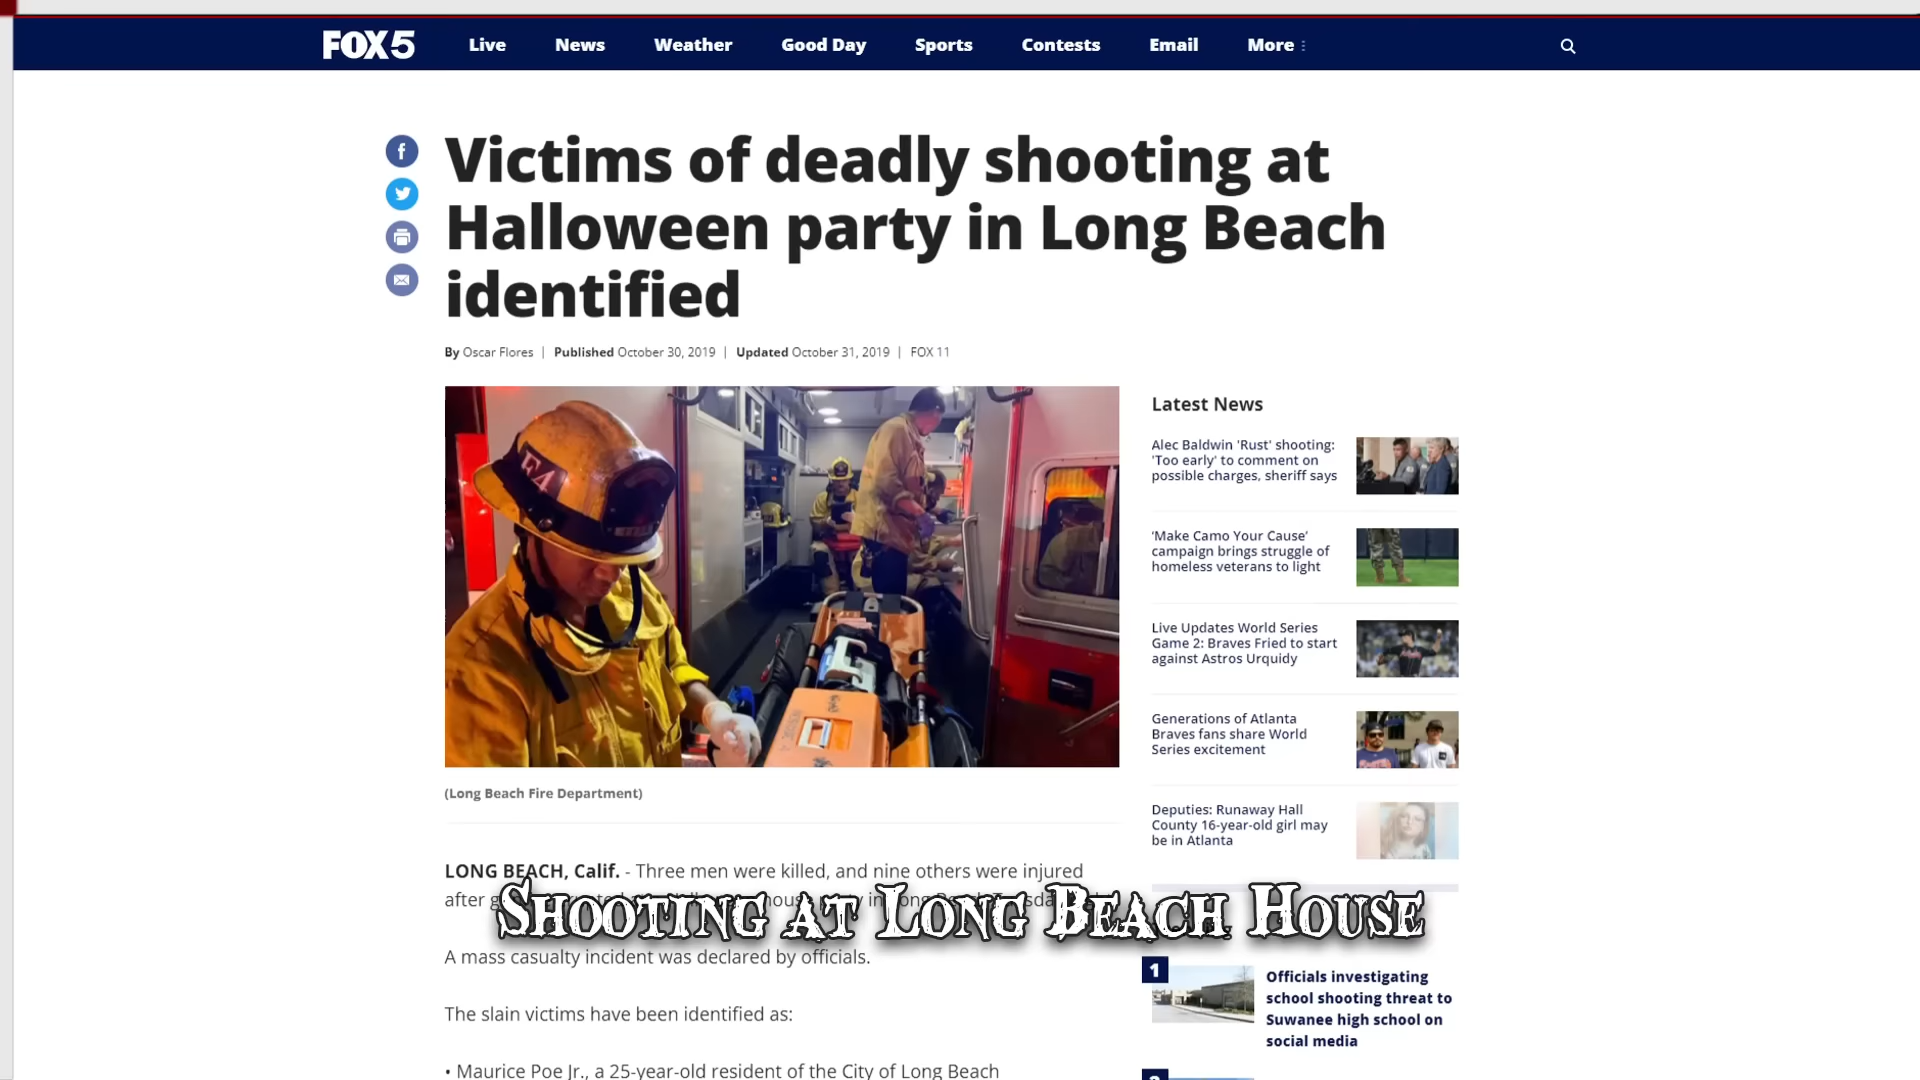 FOX 5 Live News Weather Good Day Sports Contests Email More
Victims of deadly shooting at
Halloween party in Long Beach
identified
By Oscar Flores | Published October 30, 2019 | Updated October 31, 2019 | FOX 11
(Long Beach Fire Department)
LONG BEACH, Calif. - Three men were killed, and nine others were injured
after
A mass casualty incident was declared by officials.
The slain victims have been identified as:
• Maurice Poe Jr., a 25-year-old resident of the City of Long Beach
Shooting at Long Beach House
Latest News
Alec Baldwin 'Rust' shooting:
'Too early' to comment on
possible charges, sheriff says
‘Make Camo Your Cause’
campaign brings struggle of
homeless veterans to light
Live Updates World Series
Game 2: Braves Fried to start
against Astros Urquidy
Generations of Atlanta
Braves fans share World
Series excitement
Deputies: Runaway Hall
County 16-year-old girl may
be in Atlanta
1
Officials investigating
school shooting threat to
Suwanee high school on
social media